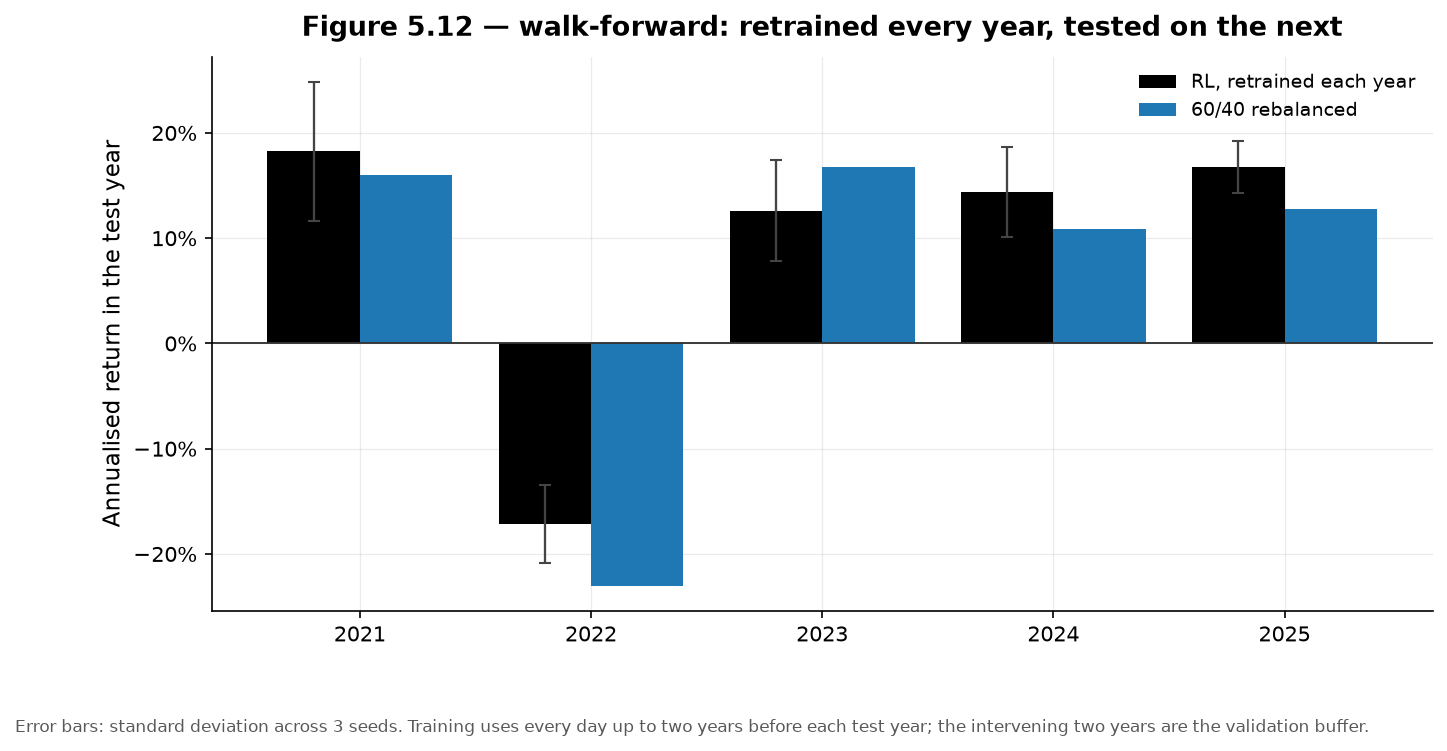 Figure 5.12 — walk-forward: retrained every year, tested on the next
RL, retrained each year
60/40 rebalanced
Annualised return in the test year
20%
10%
0%
−10%
−20%
2021
2022
2023
2024
2025
Error bars: standard deviation across 3 seeds. Training uses every day up to two years before each test year; the intervening two years are the validation buffer.